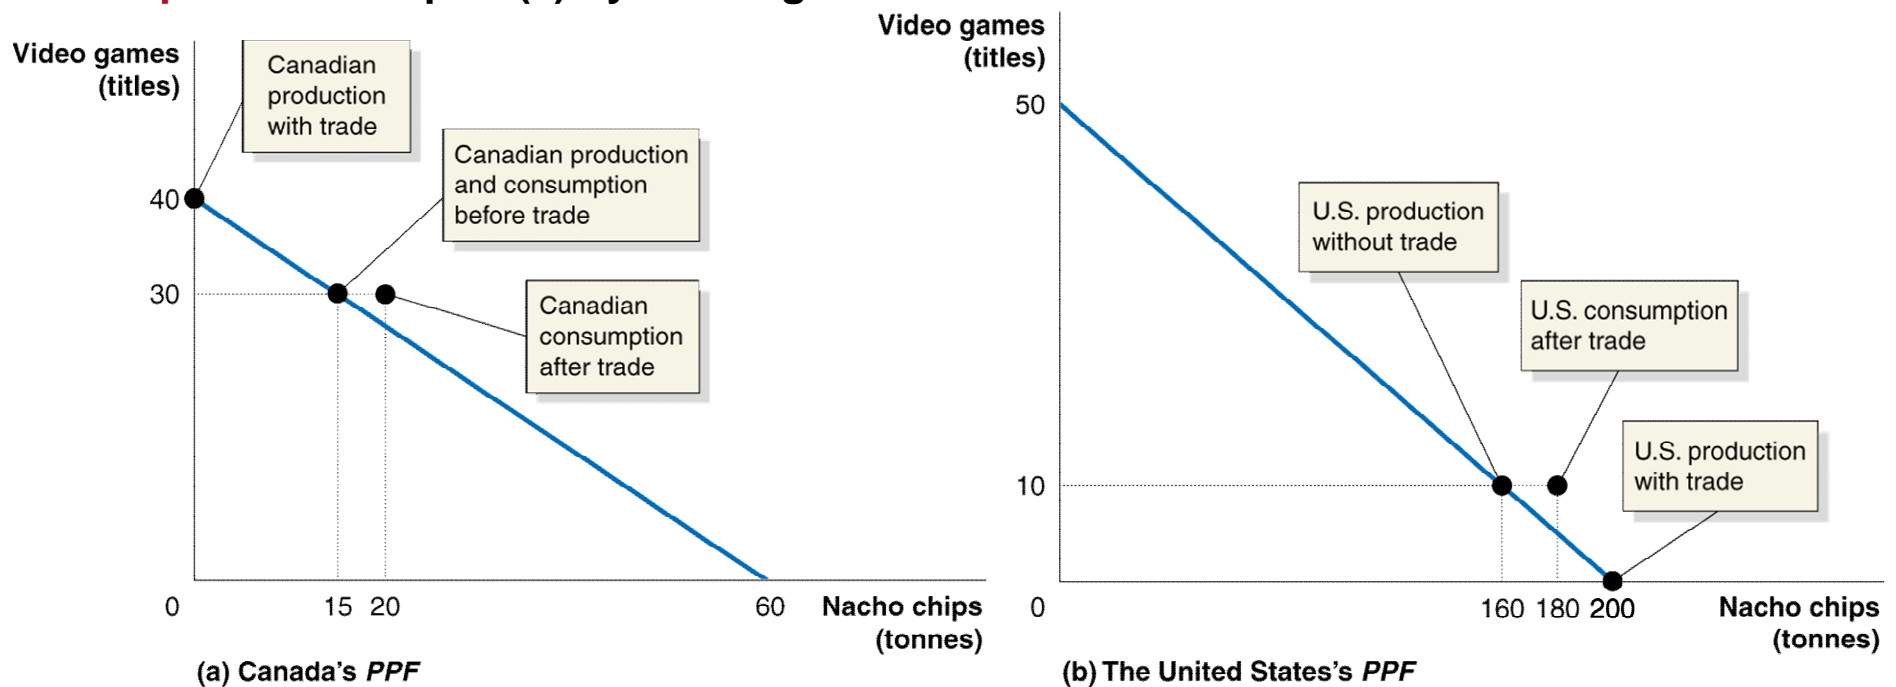 Video games
(titles)
Canadian
production
with trade
Canadian production
and consumption
before trade
Canadian
consumption
after trade
40
30
0
15
20
60
Nacho chips
(tonnes)
(a) Canada's PPF
Video games
(titles)
50
U.S. production
without trade
U.S. consumption
after trade
U.S. production
with trade
10
0
160
180
200
Nacho chips
(tonnes)
(b) The United States's PPF